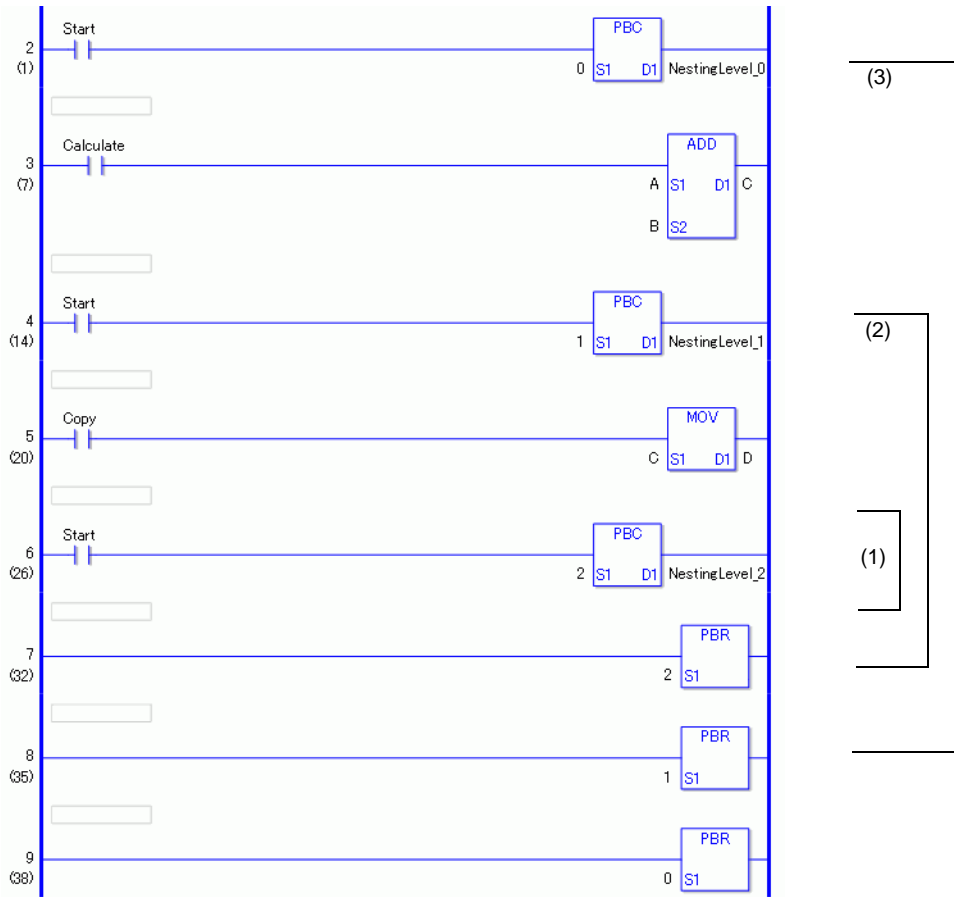 Start
PBC
2
(1)
0 S1 D1 NestingLevel_0
(3)
Calculate
ADD
3
(7)
A S1 D1 C
B S2
Start
PBC
4
(14)
1 S1 D1 NestingLevel_1
(2)
Copy
MOV
5
(20)
C S1 D1 D
Start
PBC
6
(26)
2 S1 D1 NestingLevel_2
(1)
PBR
7
(32)
2 S1
PBR
8
(35)
1 S1
PBR
9
(38)
0 S1